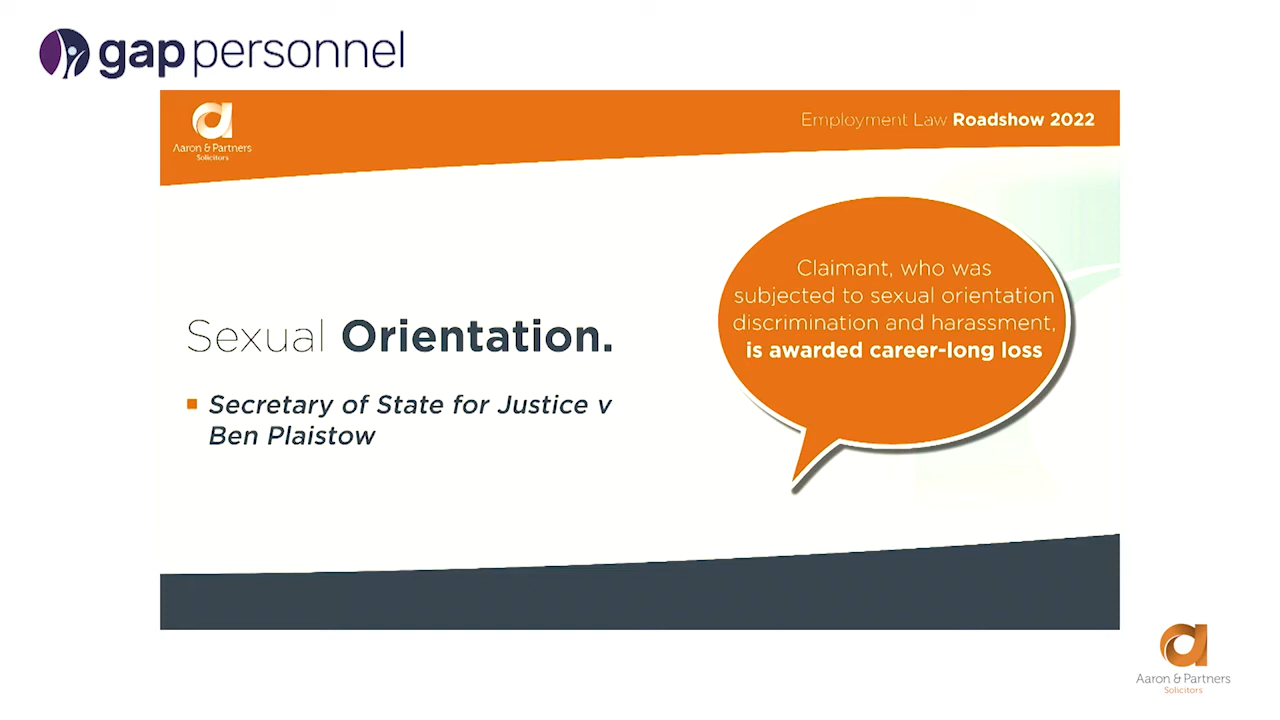 gap personnel
Aaron & Partners
Solicitors
Employment Law Roadshow 2022
Sexual Orientation.
Secretary of State for Justice v
Ben Plaistow
Claimant, who was
subjected to sexual orientation
discrimination and harassment,
is awarded career-long loss
Aaron & Partners
Solicitors